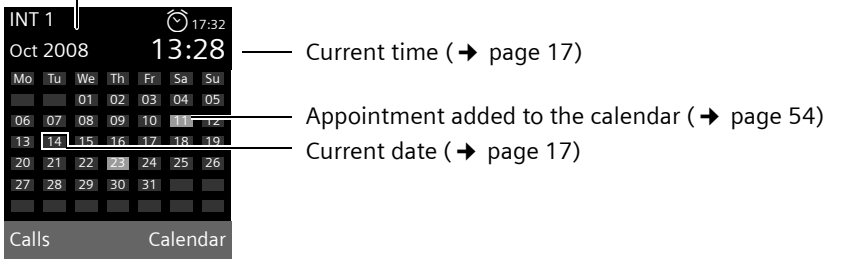 INT 1 17:32
Oct 2008 13:28
Current time (➔ page 17)
Mo Tu We Th Fr Sa Su
01 02 03 04 05
06 07 08 09 10 11 12
Appointment added to the calendar (➔ page 54)
13 14 15 16 17 18 19
Current date (➔ page 17)
20 21 22 23 24 25 26
27 28 29 30 31
Calls Calendar